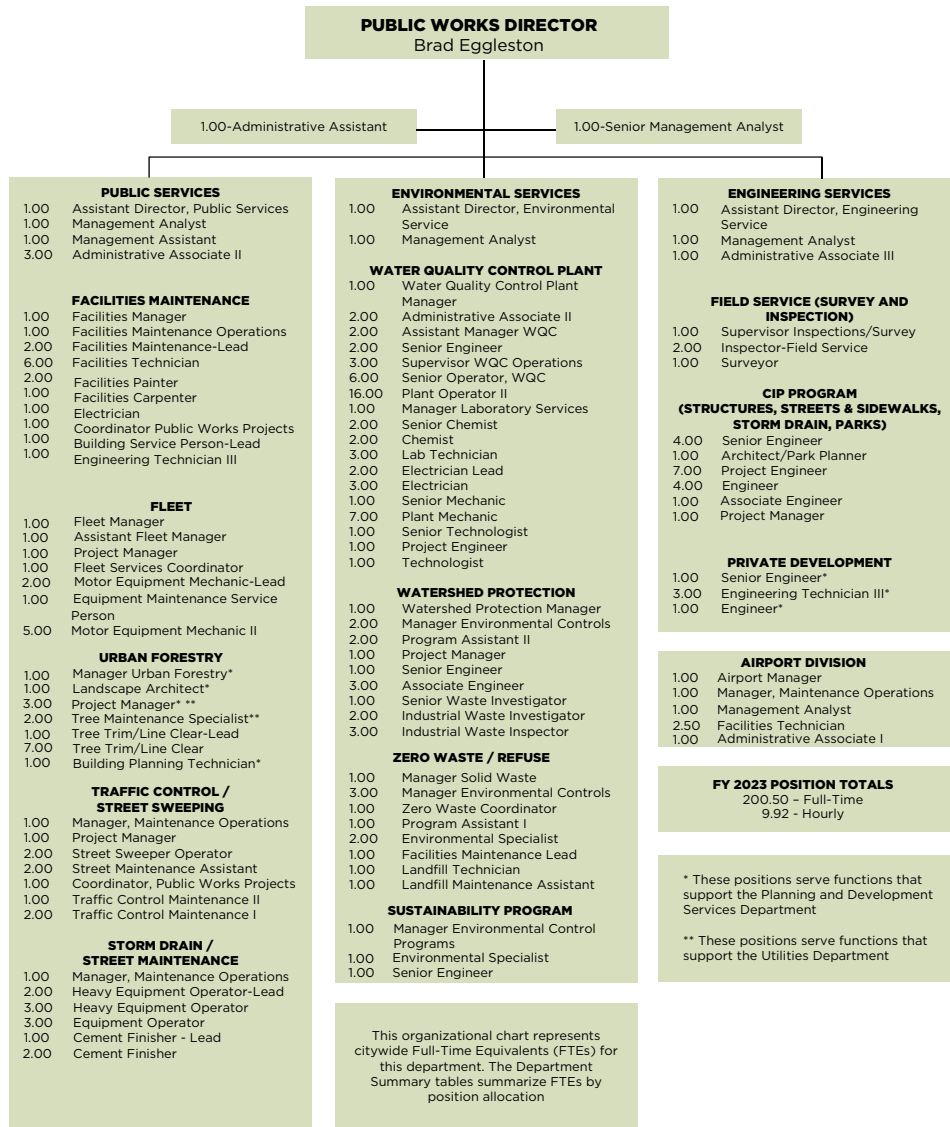 PUBLIC WORKS DIRECTOR
Brad Eggleston
1.00-Administrative Assistant
1.00-Senior Management Analyst
PUBLIC SERVICES
1.00 Assistant Director, Public Services
1.00 Management Analyst
1.00 Management Assistant
3.00 Administrative Associate II
FACILITIES MAINTENANCE
1.00 Facilities Manager
1.00 Facilities Maintenance Operations
2.00 Facilities Maintenance-Lead
6.00 Facilities Technician
2.00 Facilities Painter
1.00 Facilities Carpenter
1.00 Electrician
1.00 Coordinator Public Works Projects
1.00 Building Service Person-Lead
1.00 Engineering Technician III
FLEET
1.00 Fleet Manager
1.00 Assistant Fleet Manager
1.00 Project Manager
1.00 Fleet Services Coordinator
2.00 Motor Equipment Mechanic-Lead
1.00 Equipment Maintenance Service
Person
5.00 Motor Equipment Mechanic II
URBAN FORESTRY
1.00 Manager Urban Forestry*
1.00 Landscape Architect*
3.00 Project Manager* **
2.00 Tree Maintenance Specialist**
1.00 Tree Trim/Line Clear-Lead
7.00 Tree Trim/Line Clear
1.00 Building Planning Technician*
TRAFFIC CONTROL /
STREET SWEEPING
1.00 Manager, Maintenance Operations
1.00 Project Manager
2.00 Street Sweeper Operator
2.00 Street Maintenance Assistant
1.00 Coordinator, Public Works Projects
1.00 Traffic Control Maintenance II
2.00 Traffic Control Maintenance I
STORM DRAIN /
STREET MAINTENANCE
1.00 Manager, Maintenance Operations
2.00 Heavy Equipment Operator-Lead
3.00 Heavy Equipment Operator
3.00 Equipment Operator
1.00 Cement Finisher - Lead
2.00 Cement Finisher
ENVIRONMENTAL SERVICES
1.00 Assistant Director, Environmental
Service
1.00 Management Analyst
WATER QUALITY CONTROL PLANT
1.00 Water Quality Control Plant
Manager
2.00 Administrative Associate II
2.00 Assistant Manager WQC
2.00 Senior Engineer
3.00 Supervisor WQC Operations
6.00 Senior Operator, WQC
16.00 Plant Operator II
1.00 Manager Laboratory Services
2.00 Senior Chemist
2.00 Chemist
3.00 Lab Technician
2.00 Electrician Lead
3.00 Electrician
1.00 Senior Mechanic
7.00 Plant Mechanic
1.00 Senior Technologist
1.00 Project Engineer
1.00 Technologist
WATERSHED PROTECTION
1.00 Watershed Protection Manager
2.00 Manager Environmental Controls
2.00 Program Assistant II
1.00 Project Manager
1.00 Senior Engineer
3.00 Associate Engineer
1.00 Senior Waste Investigator
2.00 Industrial Waste Investigator
3.00 Industrial Waste Inspector
ZERO WASTE / REFUSE
1.00 Manager Solid Waste
3.00 Manager Environmental Controls
1.00 Zero Waste Coordinator
1.00 Program Assistant I
2.00 Environmental Specialist
1.00 Facilities Maintenance Lead
1.00 Landfill Technician
1.00 Landfill Maintenance Assistant
SUSTAINABILITY PROGRAM
1.00 Manager Environmental Control
Programs
1.00 Environmental Specialist
1.00 Senior Engineer
This organizational chart represents
citywide Full-Time Equivalents (FTEs) for
this department. The Department
Summary tables summarize FTEs by
position allocation
ENGINEERING SERVICES
1.00 Assistant Director, Engineering
Service
1.00 Management Analyst
1.00 Administrative Associate III
FIELD SERVICE (SURVEY AND
INSPECTION)
1.00 Supervisor Inspections/Survey
2.00 Inspector-Field Service
1.00 Surveyor
CIP PROGRAM
(STRUCTURES, STREETS & SIDEWALKS,
STORM DRAIN, PARKS)
4.00 Senior Engineer
1.00 Architect/Park Planner
7.00 Project Engineer
4.00 Engineer
1.00 Associate Engineer
1.00 Project Manager
PRIVATE DEVELOPMENT
1.00 Senior Engineer*
3.00 Engineering Technician III*
1.00 Engineer*
AIRPORT DIVISION
1.00 Airport Manager
1.00 Manager, Maintenance Operations
1.00 Management Analyst
2.50 Facilities Technician
1.00 Administrative Associate I
FY 2023 POSITION TOTALS
200.50 – Full-Time
9.92 - Hourly
* These positions serve functions that
support the Planning and Development
Services Department
** These positions serve functions that
support the Utilities Department